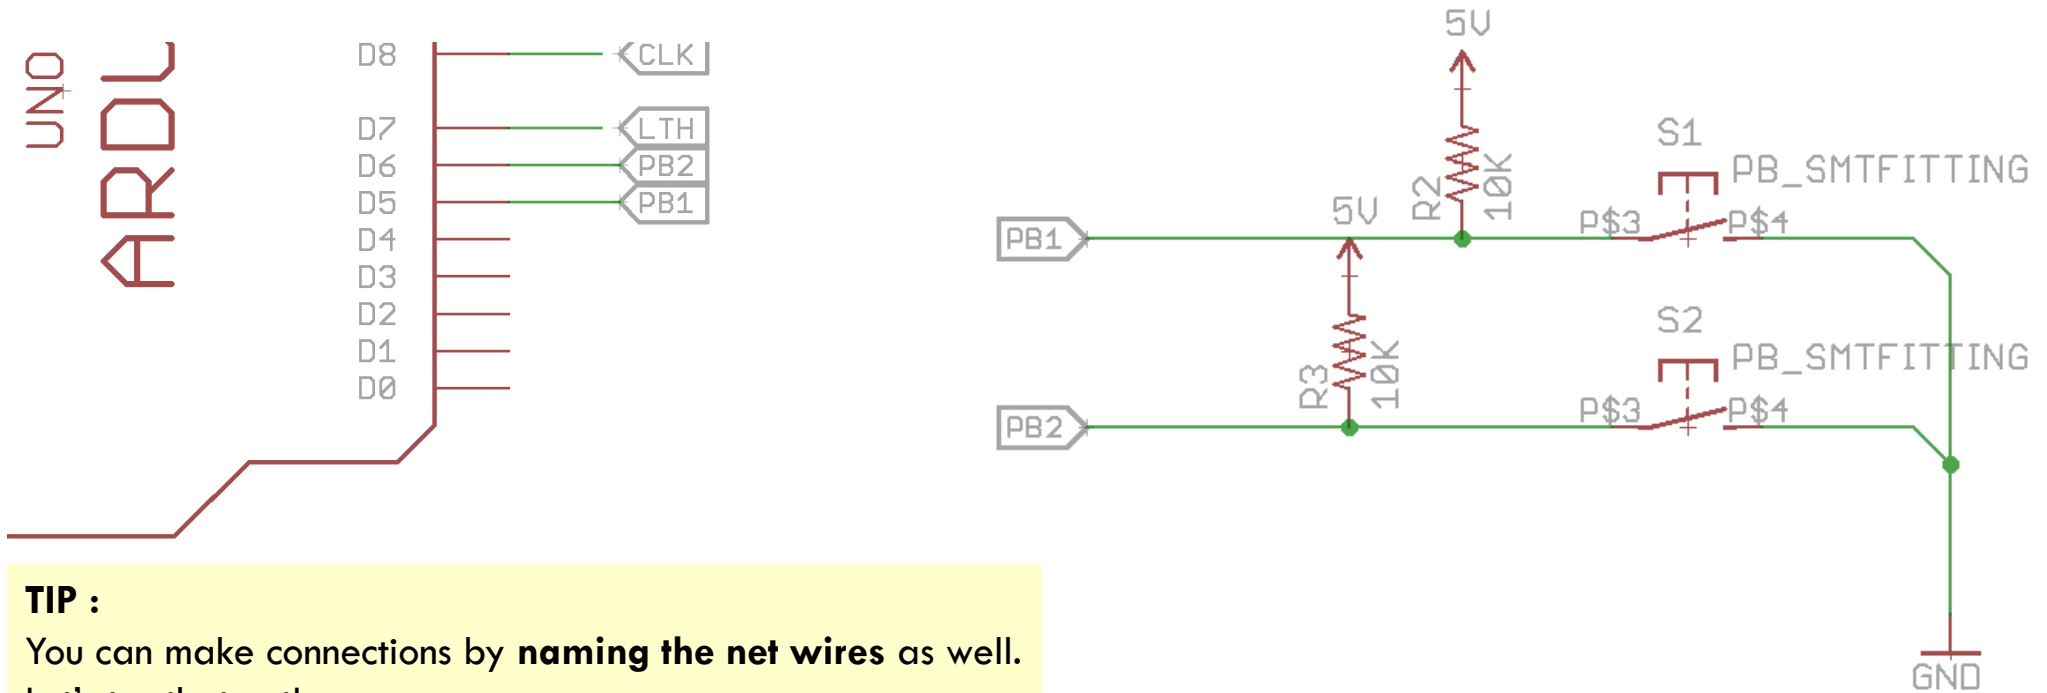 UNO
ARDU
D8
CLK
D7
LTH
D6
PB2
D5
PB1
D4
D3
D2
D1
D0
5V
S1
PB_SMTFITTING
R2
10K
5V
PB1
P$3
P$4
S2
PB_SMTFITTING
R3
10K
PB2
P$3
P$4
GND
TIP :
You can make connections by naming the net wires as well.